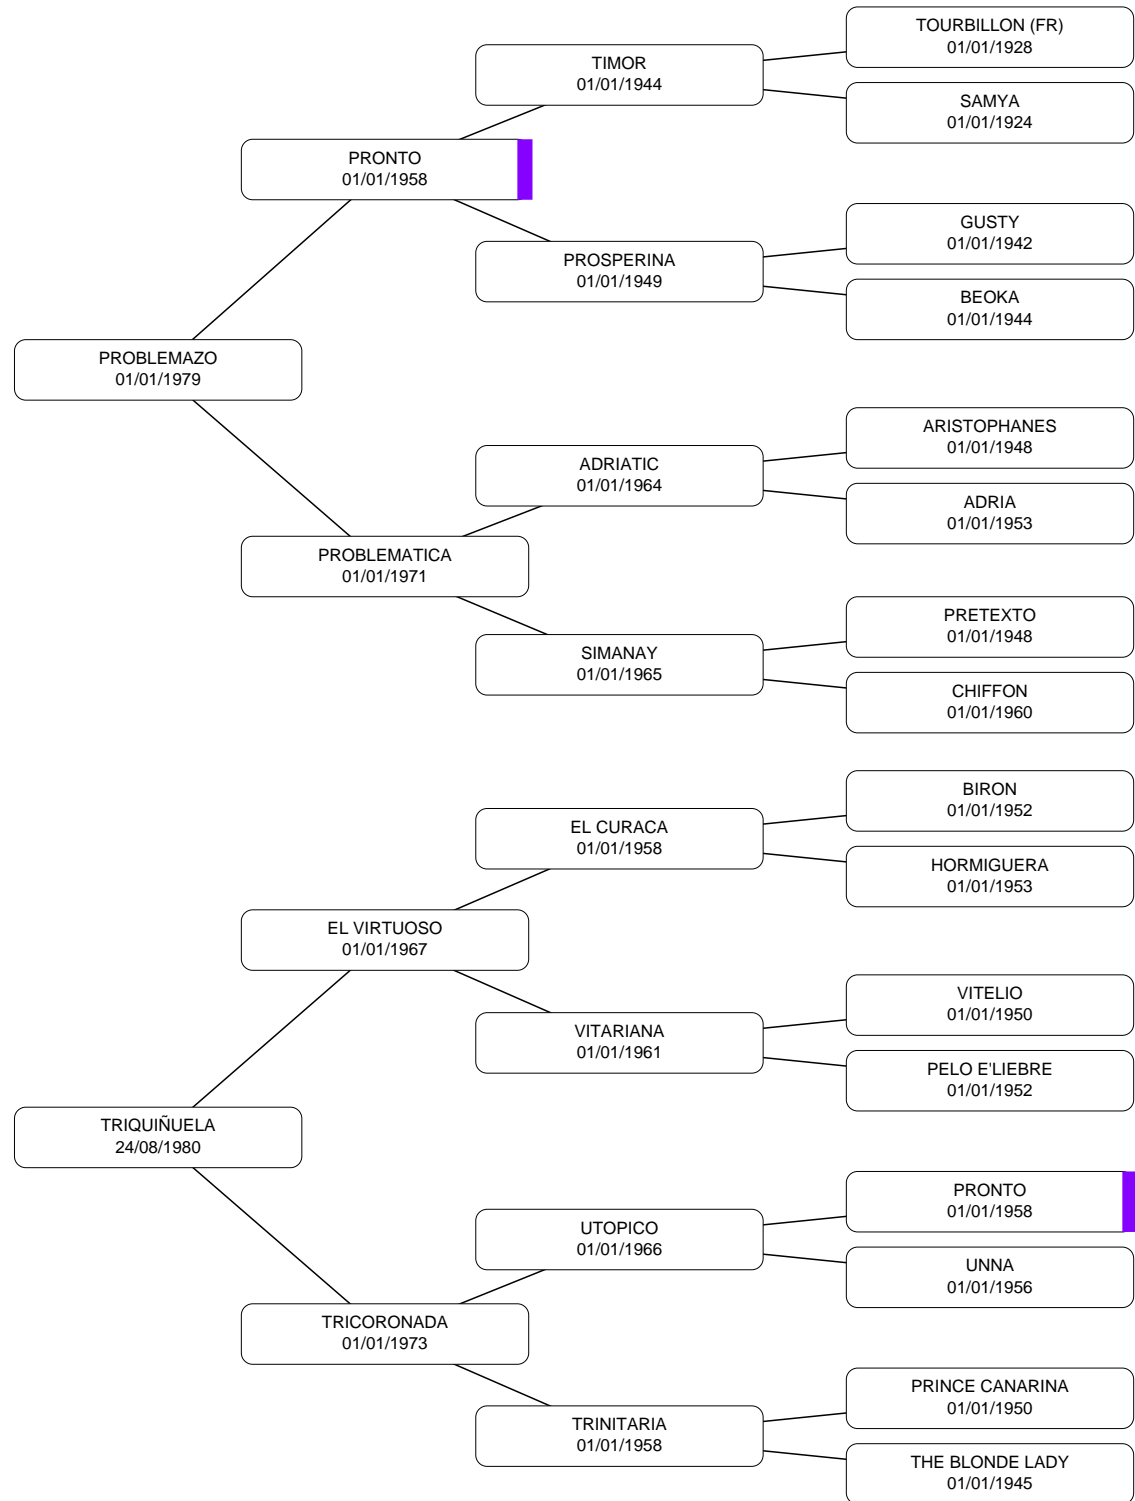 TOURBILLON (FR)
01/01/1928
TIMOR
01/01/1944
SAMYA
01/01/1924
PRONTO
01/01/1958
GUSTY
01/01/1942
PROSPERINA
01/01/1949
BEOKA
01/01/1944
PROBLEMAZO
01/01/1979
ARISTOPHANES
01/01/1948
ADRIATIC
01/01/1964
ADRIA
01/01/1953
PROBLEMATICA
01/01/1971
PRETEXTO
01/01/1948
SIMANAY
01/01/1965
CHIFFON
01/01/1960
BIRON
01/01/1952
EL CURACA
01/01/1958
HORMIGUERA
01/01/1953
EL VIRTUOSO
01/01/1967
VITELIO
01/01/1950
VITARIANA
01/01/1961
PELO E'LIEBRE
01/01/1952
TRIQUIÑUELA
24/08/1980
PRONTO
01/01/1958
UTOPICO
01/01/1966
UNNA
01/01/1956
TRICORONADA
01/01/1973
PRINCE CANARINA
01/01/1950
TRINITARIA
01/01/1958
THE BLONDE LADY
01/01/1945